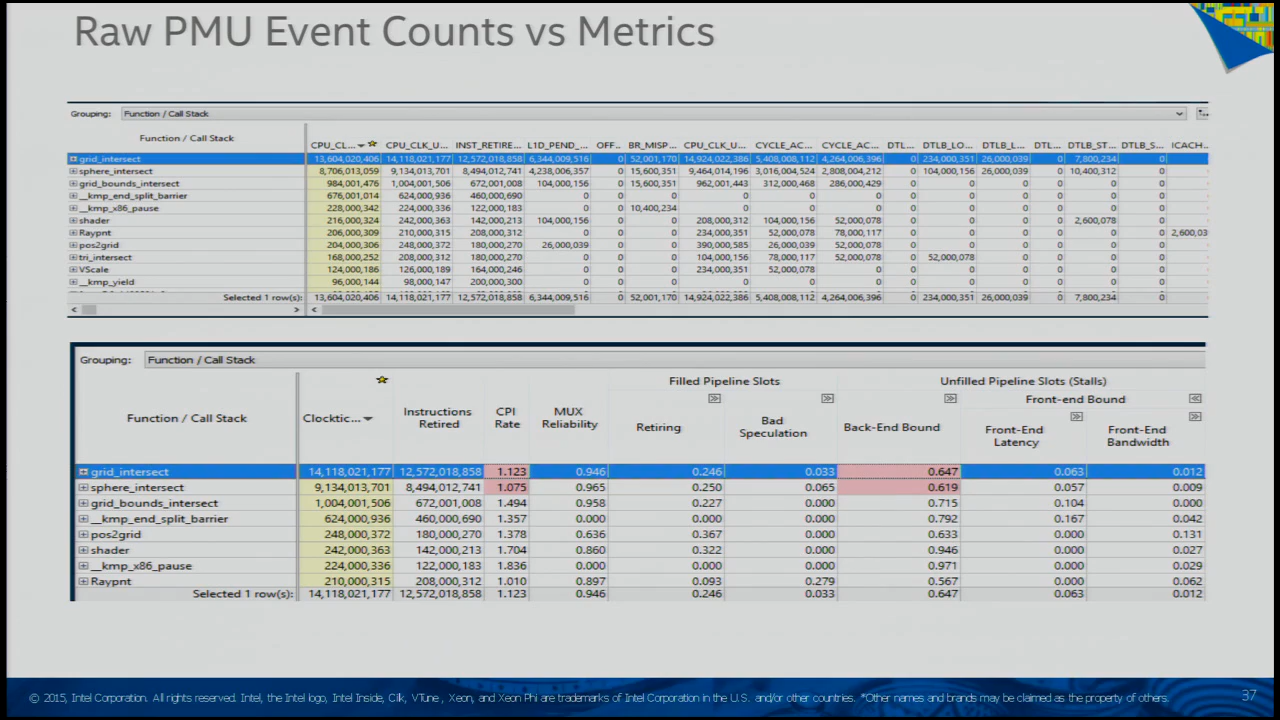 Raw PMU Event Counts vs Metrics
Grouping: Function / Call Stack
Function / Call Stack CPU_CL... CPU_CLK_U... INST_RETIRE... L1D_PEND_... OFF... BR_MISP... CPU_CLK_U... CYCLE_AC... CYCLE_AC... DTL... DTLB_LO... DTLB_L... DTL... DTLB_ST... DTLB_S... ICACH...
grid_intersect 13,604,020,406 14,118,021,177 12,572,018,858 6,344,009,516 0 52,001,170 14,924,022,386 5,408,008,112 4,264,006,396 0 234,000,351 26,000,039 0 7,800,234 0
sphere_intersect 8,706,013,059 9,134,013,701 8,494,012,741 4,238,006,357 0 15,600,351 9,464,014,196 3,016,004,524 2,808,004,212 0 104,000,156 26,000,039 0 10,400,312 0
grid_bounds_intersect 984,001,476 1,004,001,506 672,001,008 104,000,156 0 15,600,351 962,001,443 312,000,468 286,000,429 0 0 0 0 0 0
__kmp_end_split_barrier 676,001,014 624,000,936 460,000,690 0 0 0 0 0 0 0 0 0 0 0 0
__kmp_x86_pause 228,000,342 224,000,336 122,000,183 0 0 10,400,234 0 0 0 0 0 0 0 0 0
shader 216,000,324 242,000,363 142,000,213 104,000,156 0 0 208,000,312 104,000,156 52,000,078 0 0 0 0 2,600,078 0
Raypnt 206,000,309 210,000,315 208,000,312 0 0 0 234,000,351 52,000,078 78,000,117 0 0 0 0 0 0 2,600,03
pos2grid 204,000,306 248,000,372 180,000,270 26,000,039 0 0 390,000,585 26,000,039 52,000,078 0 0 0 0 0 0
tri_intersect 168,000,252 208,000,312 180,000,270 0 0 0 104,000,156 78,000,117 52,000,078 0 52,000,078 0 0 0 0
VScale 124,000,186 126,000,189 164,000,246 0 0 0 234,000,351 52,000,078 0 0 0 0 0 0
__kmp_yield 96,000,144 98,000,147 200,000,300 0 0 0 0 0 0 0 0 0 0 0 0
Selected 1 row(s): 13,604,020,406 14,118,021,177 12,572,018,858 6,344,009,516 0 52,001,170 14,924,022,386 5,408,008,112 4,264,006,396 0 234,000,351 26,000,039 0 7,800,234 0
Grouping: Function / Call Stack
Filled Pipeline Slots Unfilled Pipeline Slots (Stalls)
Front-end Bound
Function / Call Stack Clocktic... Instructions Retired CPI Rate MUX Reliability Retiring Bad Speculation Back-End Bound Front-End Latency Front-End Bandwidth
grid_intersect 14,118,021,177 12,572,018,858 1.123 0.946 0.246 0.033 0.647 0.063 0.012
sphere_intersect 9,134,013,701 8,494,012,741 1.075 0.965 0.250 0.065 0.619 0.057 0.009
grid_bounds_intersect 1,004,001,506 672,001,008 1.494 0.958 0.227 0.000 0.715 0.104 0.000
__kmp_end_split_barrier 624,000,936 460,000,690 1.357 0.000 0.000 0.000 0.792 0.167 0.042
pos2grid 248,000,372 180,000,270 1.378 0.636 0.367 0.000 0.633 0.000 0.131
shader 242,000,363 142,000,213 1.704 0.860 0.322 0.000 0.946 0.000 0.027
__kmp_x86_pause 224,000,336 122,000,183 1.836 0.000 0.000 0.000 0.971 0.000 0.029
Raypnt 210,000,315 208,000,312 1.010 0.897 0.093 0.279 0.567 0.000 0.062
Selected 1 row(s): 14,118,021,177 12,572,018,858 1.123 0.946 0.246 0.033 0.647 0.063 0.012
© 2015, Intel Corporation. All rights reserved. Intel, the Intel logo, Intel Inside, Cilk, VTune , Xeon, and Xeon Phi are trademarks of Intel Corporation in the U.S. and/or other countries. *Other names and brands may be claimed as the property of others. 37